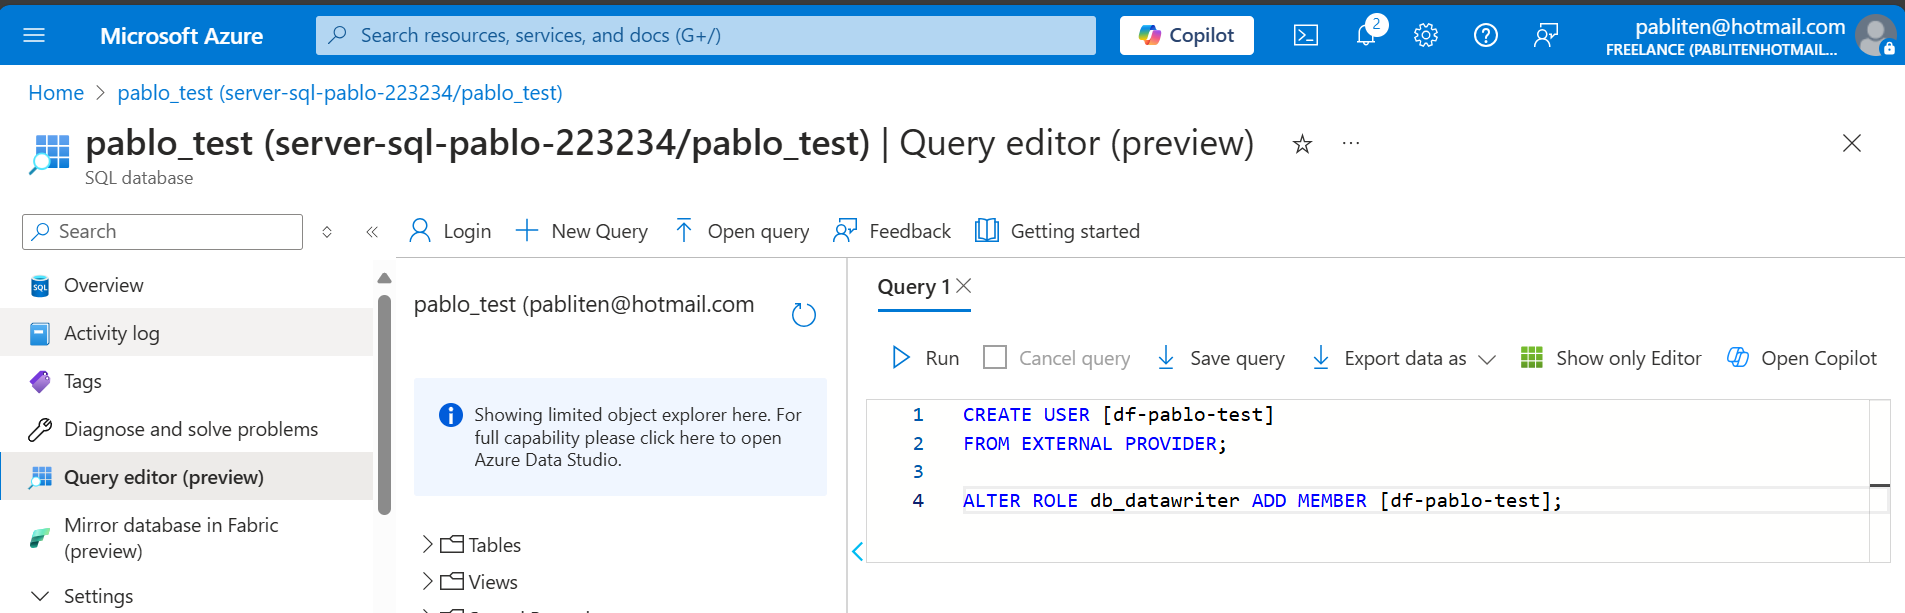 Microsoft Azure
Search resources, services, and docs (G+/)
Copilot
2
pabliten@hotmail.com
FREELANCE (PABLITENHOTMAIL...
Home > pablo_test (server-sql-pablo-223234/pablo_test)
pablo_test (server-sql-pablo-223234/pablo_test) | Query editor (preview)
SQL database
Search
Login
New Query
Open query
Feedback
Getting started
Overview
Activity log
Tags
Diagnose and solve problems
Query editor (preview)
Mirror database in Fabric
(preview)
Settings
pablo_test (pabliten@hotmail.com
Showing limited object explorer here. For
full capability please click here to open
Azure Data Studio.
Tables
Views
Query 1
Run
Cancel query
Save query
Export data as
Show only Editor
Open Copilot
1 CREATE USER [df-pablo-test]
2 FROM EXTERNAL PROVIDER;
3
4 ALTER ROLE db_datawriter ADD MEMBER [df-pablo-test];